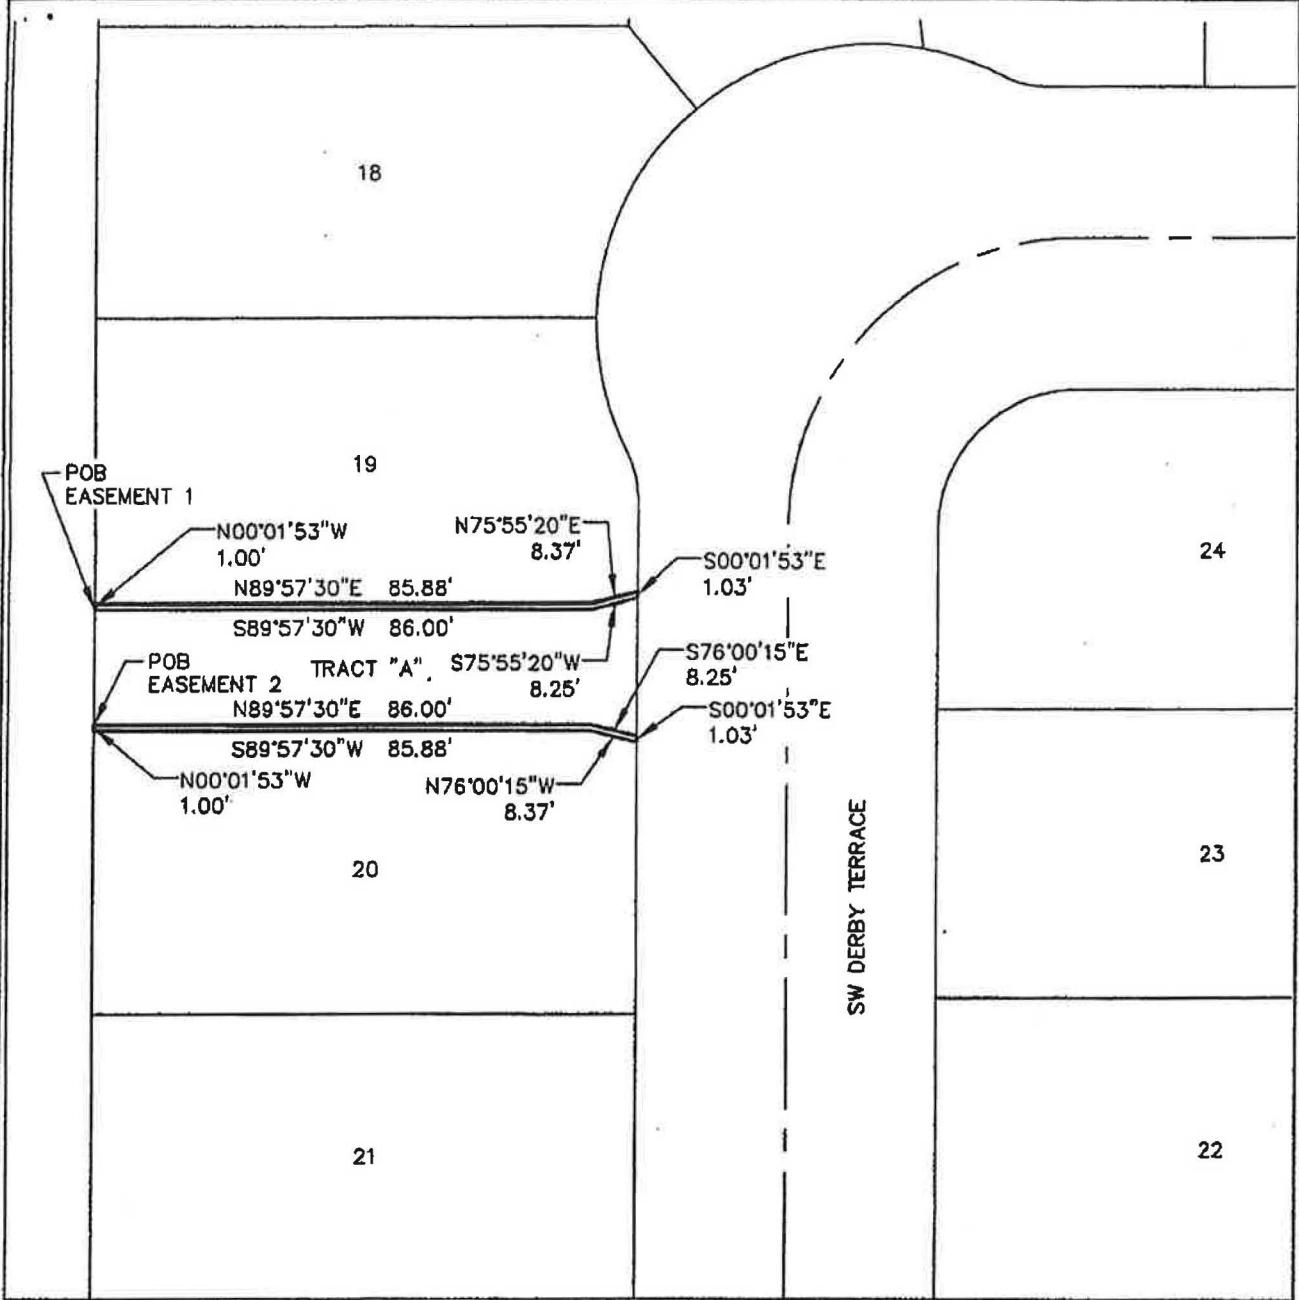 18
19
POB
EASEMENT 1
N00°01'53"W
1.00'
N75°55'20"E
8.37'
S00°01'53"E
1.03'
24
N89°57'30"E 85.88'
S89°57'30"W 86.00'
POB
EASEMENT 2
TRACT "A"
S75°55'20"W
8.25'
S76°00'15"E
8.25'
N89°57'30"E 86.00'
S89°57'30"W 85.88'
S00°01'53"E
1.03'
N00°01'53"W
1.00'
N76°00'15"W
8.37'
SW DERBY TERRACE
20
23
21
22